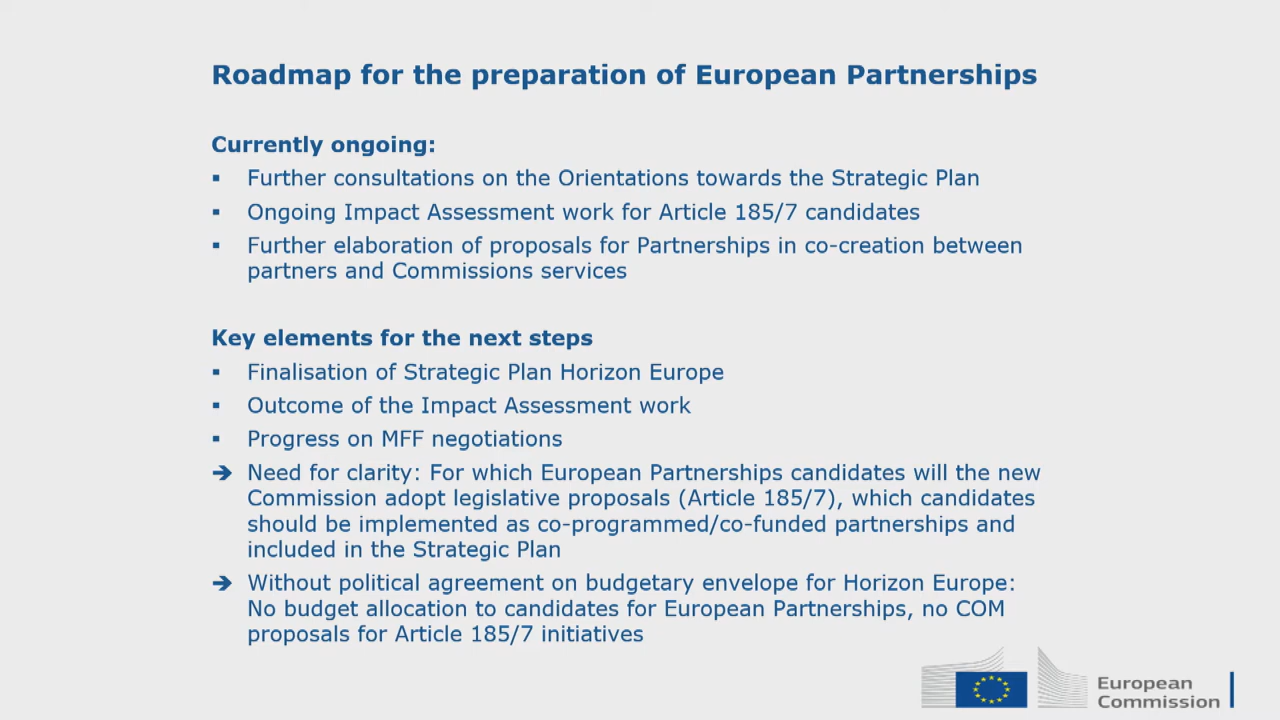 Roadmap for the preparation of European Partnerships
Currently ongoing:
▪ Further consultations on the Orientations towards the Strategic Plan
▪ Ongoing Impact Assessment work for Article 185/7 candidates
▪ Further elaboration of proposals for Partnerships in co-creation between
partners and Commissions services
Key elements for the next steps
▪ Finalisation of Strategic Plan Horizon Europe
▪ Outcome of the Impact Assessment work
▪ Progress on MFF negotiations
➔ Need for clarity: For which European Partnerships candidates will the new
Commission adopt legislative proposals (Article 185/7), which candidates
should be implemented as co-programmed/co-funded partnerships and
included in the Strategic Plan
➔ Without political agreement on budgetary envelope for Horizon Europe:
No budget allocation to candidates for European Partnerships, no COM
proposals for Article 185/7 initiatives
European
Commission